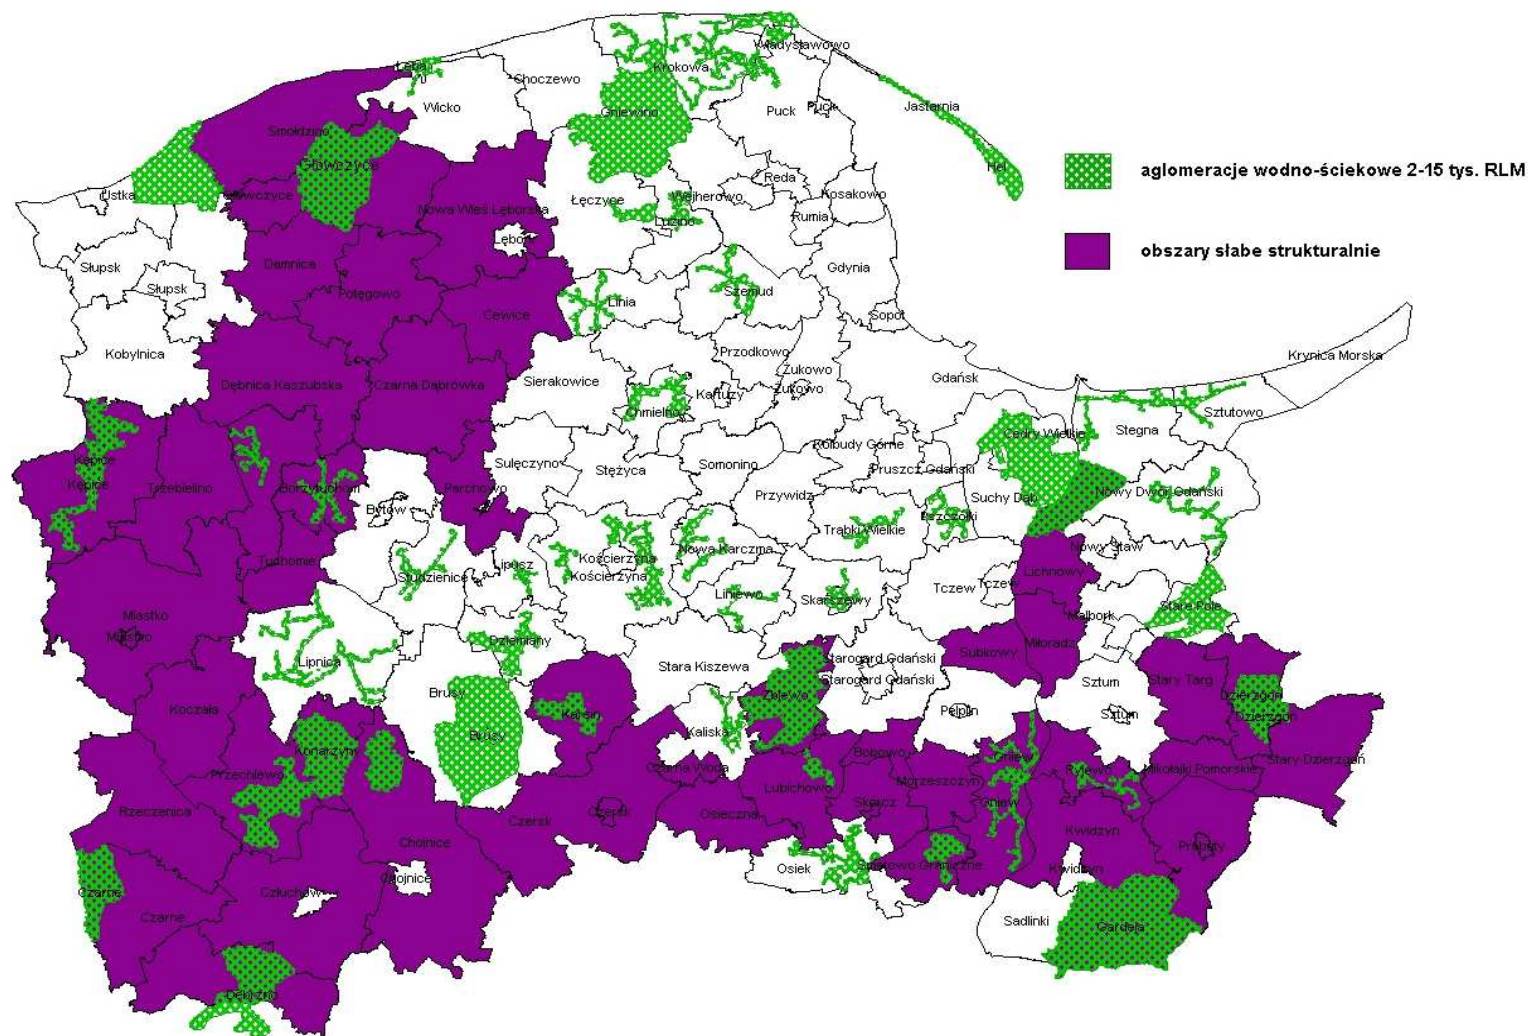 Władysławowo
Łeba
Krokowa
Choczewo
Wicko
Jastarnia
Gniewino
Puck
Puck
Smołdzino
Główczyce
Hel
aglomeracje wodno-ściekowe 2-15 tys. RLM
Reda
Ustka
Główczyce
Wejherowo
Kosakowo
Łęczyce
Nowa Wieś Lęborska
Rumia
Luzino
Lębork
obszary słabe strukturalnie
Damnica
Słupsk
Gdynia
Słupsk
Potęgowo
Szemud
Linia
Cewice
Sopot
Kobylnica
Przodkowo
Krynica Morska
Żukowo
Gdańsk
Sierakowice
Dębnica Kaszubska
Czarna Dąbrówka
Kartuzy
Żukowo
Chmielno
Sztutowo
Stegna
Cedry Wielkie
Kolbudy Górne
Kępice
Sulęczyno
Stężyca
Somonino
Pruszcz Gdański
Kępice
Trzebielino
Borzytuchom
Parchowo
Przywidz
Suchy Dąb
Nowy Dwór Gdański
Bytów
Pszczółki
Trąbki Wielkie
Nowa Karczma
Nowy Staw
Kościerzyna
Tuchomie
Lipusz
Studzienice
Kościerzyna
Lichnowy
Tczew
Tczew
Liniewo
Skarszewy
Stare Pole
Miastko
Malbork
Miastko
Dziemiany
Miłoradz
Subkowy
Starogard Gdański
Lipnica
Stara Kiszewa
Starogard Gdański
Stary Targ
Sztum
Brusy
Zblewo
Dzierzgoń
Koczała
Pelplin
Sztum
Karsin
Dzierzgoń
Kaliska
Brusy
Konarzyny
Bobowo
Gniew
Stary Dzierzgoń
Czarna Woda
Przechlewo
Ryjewo
Mikołajki Pomorskie
Morzeszczyn
Lubichowo
Gniew
Rzeczenica
Czersk
Skórcz
Osieczna
Czersk
Kwidzyn
Chojnice
Prabuty
Osiek
Smętowo Graniczne
Kwidzyn
Chojnice
Czarne
Człuchów
Czarne
Sadlinki
Gardeja
Debrzno